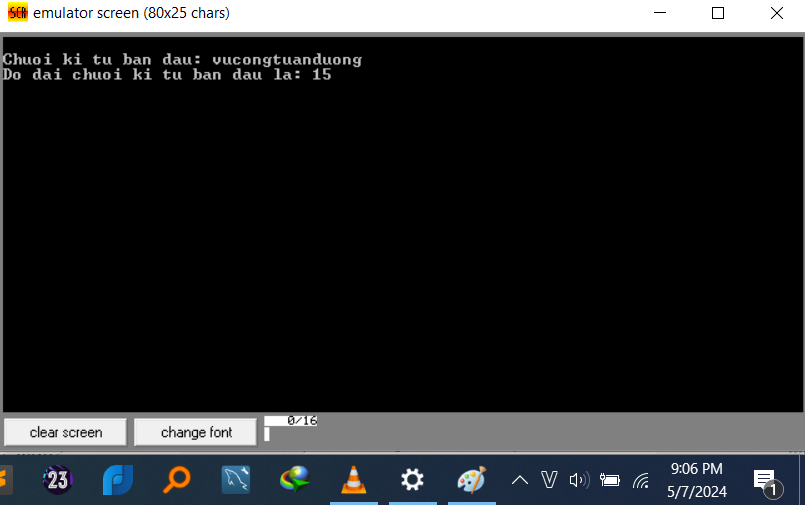 SCR emulator screen (80x25 chars)
Chuoi ki tu ban dau: vucongtuanduong
Do dai chuoi ki tu ban dau la: 15
clear screen
change font
0/16
23
9:06 PM
5/7/2024
1